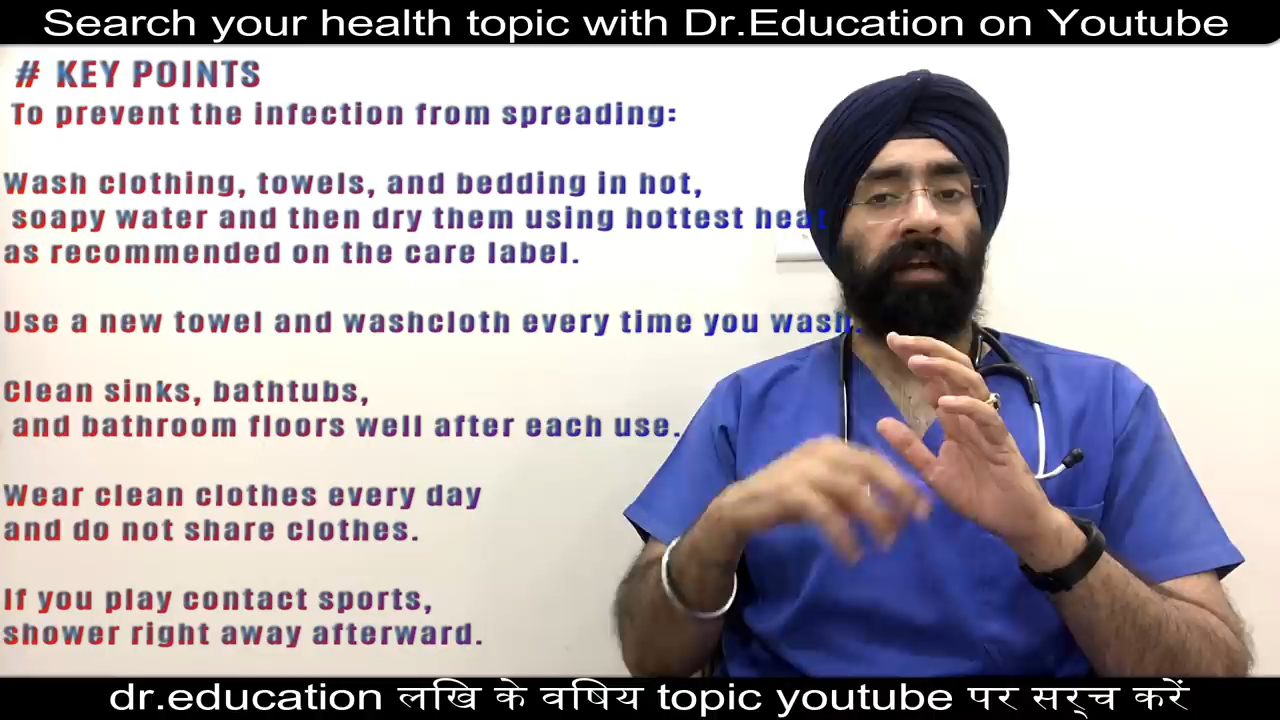 Search your health topic with Dr.Education on Youtube
# KEY POINTS
To prevent the infection from spreading:
Wash clothing, towels, and bedding in hot,
soapy water and then dry them using hottest heat
as recommended on the care label.
Use a new towel and washcloth every time you wash.
Clean sinks, bathtubs,
and bathroom floors well after each use.
Wear clean clothes every day
and do not share clothes.
If you play contact sports,
shower right away afterward.
dr.education लखि के वषिय topic youtube पर सर्च करें